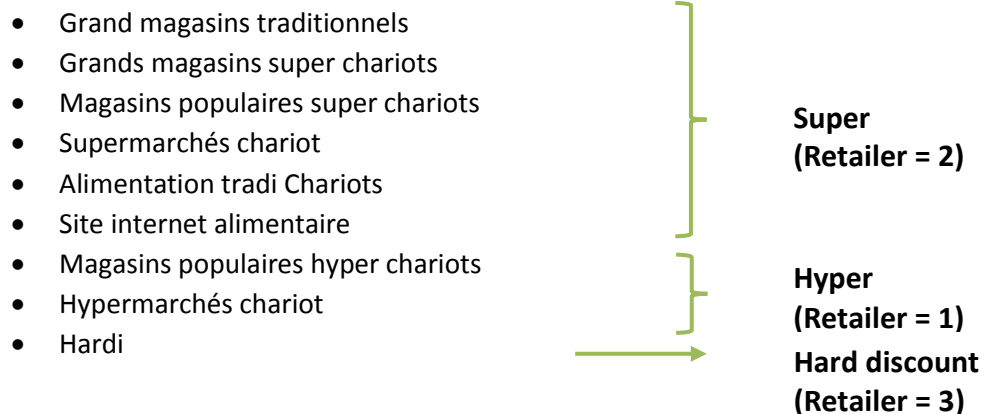 • Grand magasins traditionnels
• Grands magasins super chariots
• Magasins populaires super chariots
• Supermarchés chariot
• Alimentation tradi Chariots
• Site internet alimentaire
• Magasins populaires hyper chariots
• Hypermarchés chariot
• Hardi
Super
(Retailer = 2)
Hyper
(Retailer = 1)
Hard discount
(Retailer = 3)